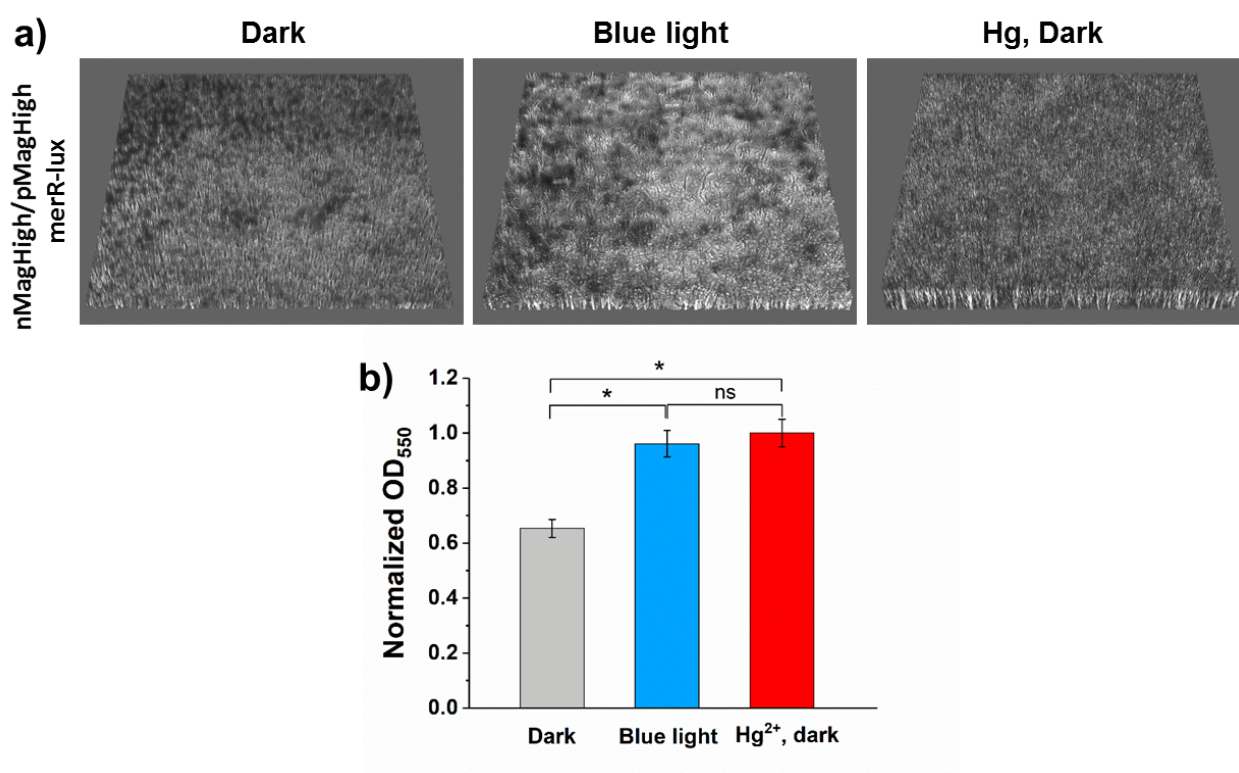 a)
Dark
Blue light
Hg, Dark
nMagHigh/pMagHigh
merR-lux
b)
*
*
ns
1.2
1.0
0.8
0.6
0.4
0.2
0.0
Normalized OD₅₅₀
Dark
Blue light
Hg²⁺, dark